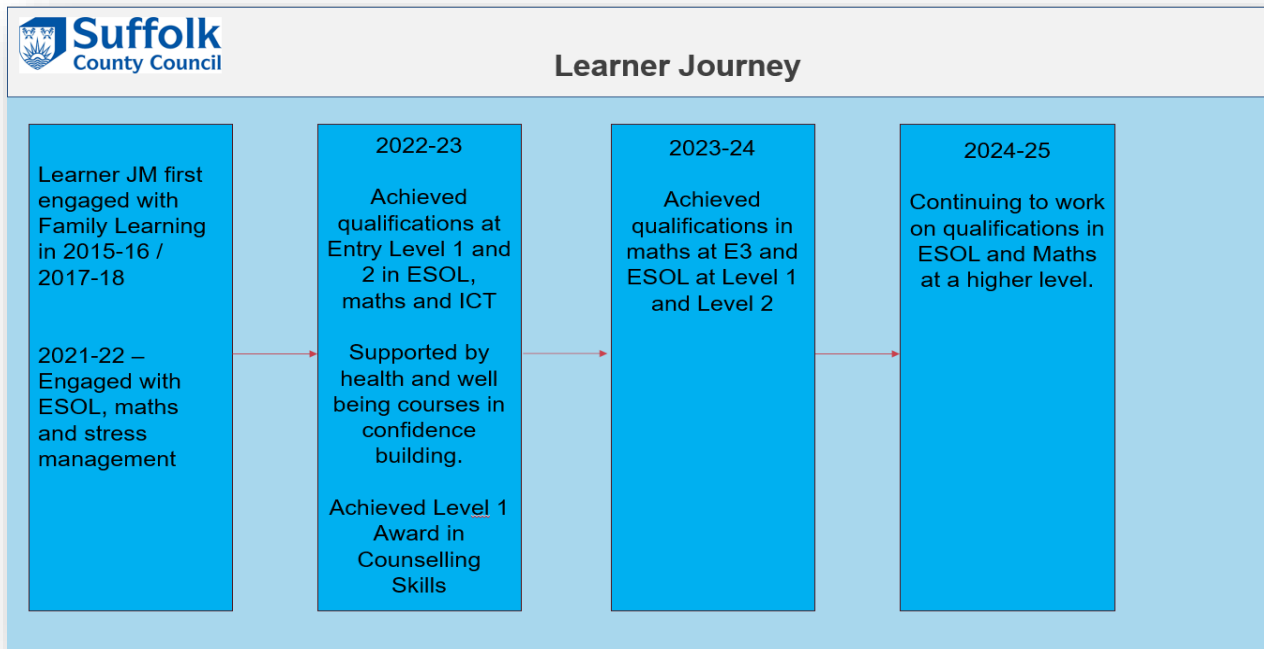 Suffolk
County Council
Learner Journey
Learner JM first
engaged with
Family Learning
in 2015-16 /
2017-18
2021-22 –
Engaged with
ESOL, maths
and stress
management
2022-23
Achieved
qualifications at
Entry Level 1 and
2 in ESOL,
maths and ICT
Supported by
health and well
being courses in
confidence
building.
Achieved Level 1
Award in
Counselling
Skills
2023-24
Achieved
qualifications in
maths at E3 and
ESOL at Level 1
and Level 2
2024-25
Continuing to work
on qualifications in
ESOL and Maths
at a higher level.